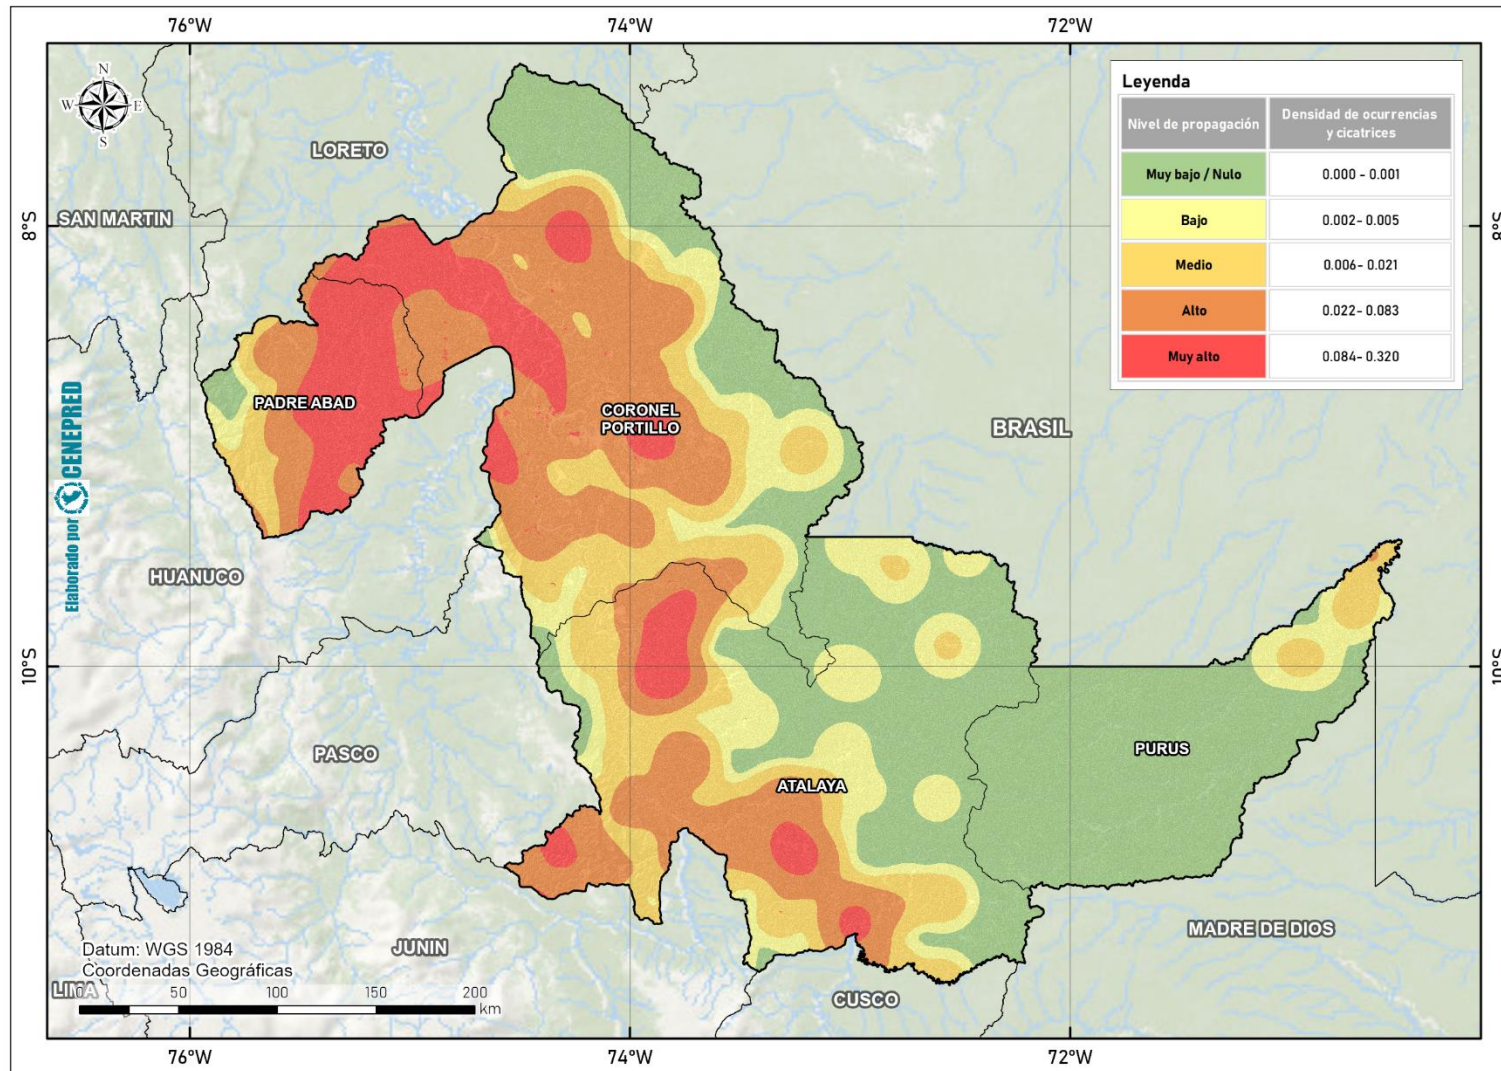 76°W
74°W
72°W
N
W
E
S
Leyenda
Nivel de propagación
Densidad de ocurrencias
y cicatrices
Muy bajo / Nulo
0.000 - 0.001
Bajo
0.002- 0.005
Medio
0.006- 0.021
Alto
0.022- 0.083
Muy alto
0.084- 0.320
LORETO
SAN MARTIN
8°S
8°S
PADRE ABAD
CORONEL
PORTILLO
BRASIL
Elaborado por CENEPRED
HUANUCO
10°S
10°S
PASCO
PURUS
ATALAYA
MADRE DE DIOS
JUNIN
CUSCO
Datum: WGS 1984
Coordenadas Geográficas
LIMA
0 50 100 150 200
km
76°W
74°W
72°W